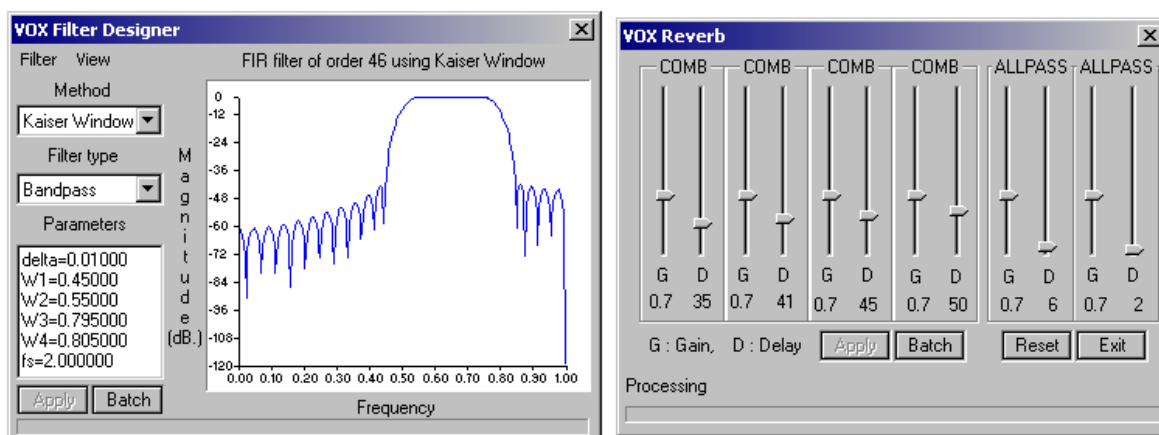 VOX Filter Designer
Filter View
FIR filter of order 46 using Kaiser Window
Method
Kaiser Window
Filter type
Bandpass
Parameters
delta=0.01000
W1=0.45000
W2=0.55000
W3=0.795000
W4=0.805000
fs=2.000000
Apply Batch
Magnitude (dB.)
0
-12
-24
-36
-48
-60
-72
-84
-96
-108
-120
0.00 0.10 0.20 0.30 0.40 0.50 0.60 0.70 0.80 0.90 1.00
Frequency
VOX Reverb
COMB COMB COMB COMB ALLPASS ALLPASS
G D G D G D G D G D G D
0.7 35 0.7 41 0.7 45 0.7 50 0.7 6 0.7 2
G : Gain, D : Delay Apply Batch Reset Exit
Processing